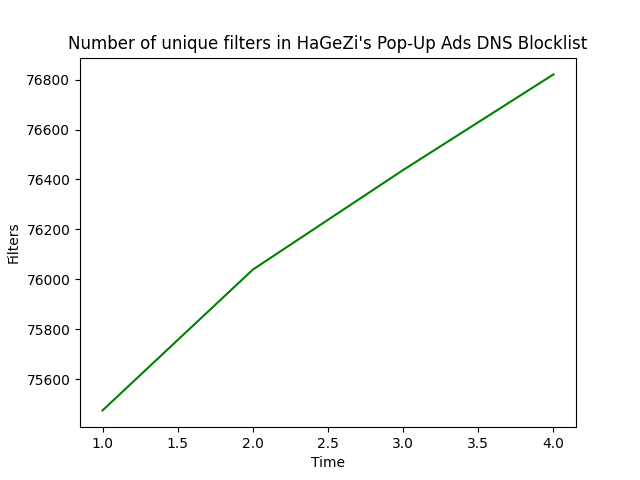 Number of unique filters in HaGeZi's Pop-Up Ads DNS Blocklist
76800
76600
76400
76200
76000
75800
75600
Filters
1.0 1.5 2.0 2.5 3.0 3.5 4.0
Time